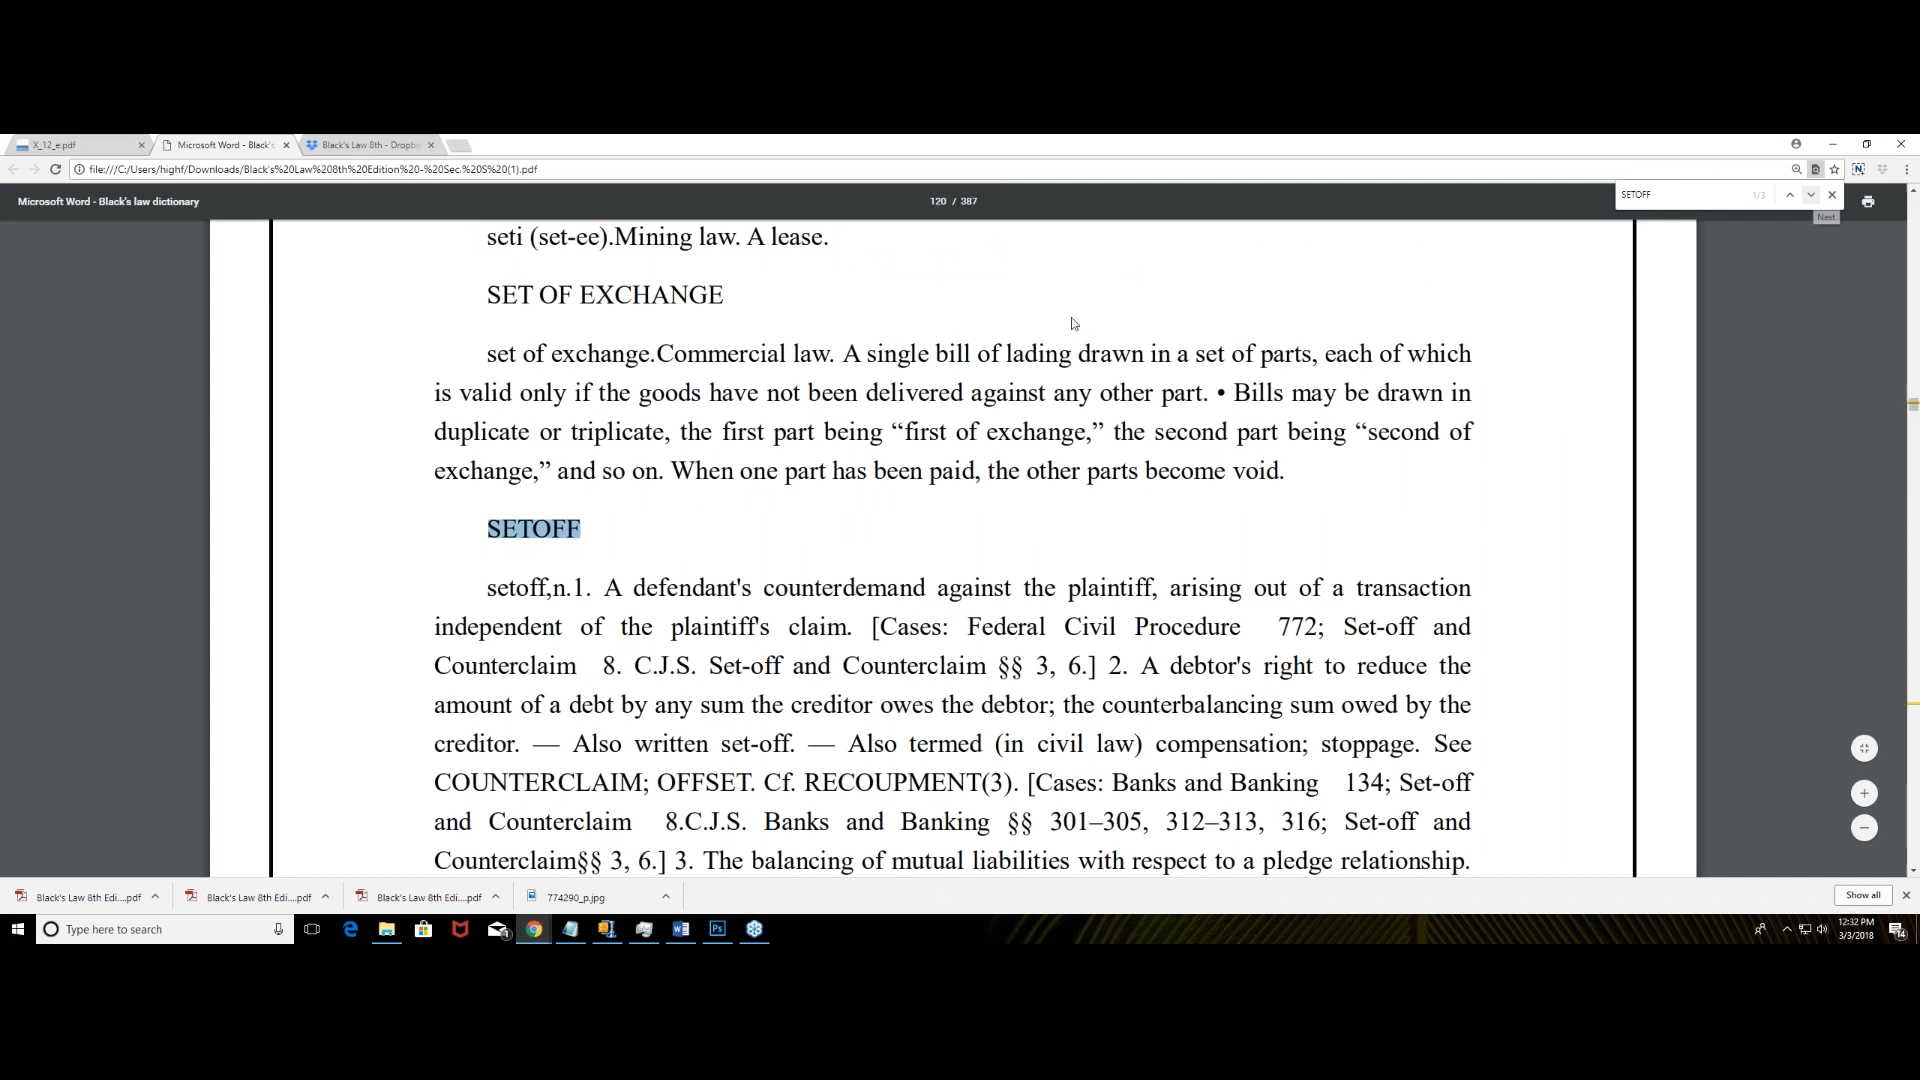 X_12_e.pdf
Microsoft Word - Black's
Black's Law 8th - Dropbo
file:///C:/Users/highf/Downloads/Black's%20Law%208th%20Edition%20-%20Sec.%20S%20(1).pdf
Microsoft Word - Black's law dictionary
120 / 387
SETOFF 1/3
Next
seti (set-ee).Mining law. A lease.
SET OF EXCHANGE
set of exchange.Commercial law. A single bill of lading drawn in a set of parts, each of which
is valid only if the goods have not been delivered against any other part. • Bills may be drawn in
duplicate or triplicate, the first part being “first of exchange,” the second part being “second of
exchange,” and so on. When one part has been paid, the other parts become void.
SETOFF
setoff,n.1. A defendant's counterdemand against the plaintiff, arising out of a transaction
independent of the plaintiff's claim. [Cases: Federal Civil Procedure 772; Set-off and
Counterclaim 8. C.J.S. Set-off and Counterclaim §§ 3, 6.] 2. A debtor's right to reduce the
amount of a debt by any sum the creditor owes the debtor; the counterbalancing sum owed by the
creditor. — Also written set-off. — Also termed (in civil law) compensation; stoppage. See
COUNTERCLAIM; OFFSET. Cf. RECOUPMENT(3). [Cases: Banks and Banking 134; Set-off
and Counterclaim 8.C.J.S. Banks and Banking §§ 301–305, 312–313, 316; Set-off and
Counterclaim§§ 3, 6.] 3. The balancing of mutual liabilities with respect to a pledge relationship.
Black's Law 8th Edi....pdf
Black's Law 8th Edi....pdf
Black's Law 8th Edi....pdf
774290_p.jpg
Show all
Type here to search
12:32 PM
3/3/2018